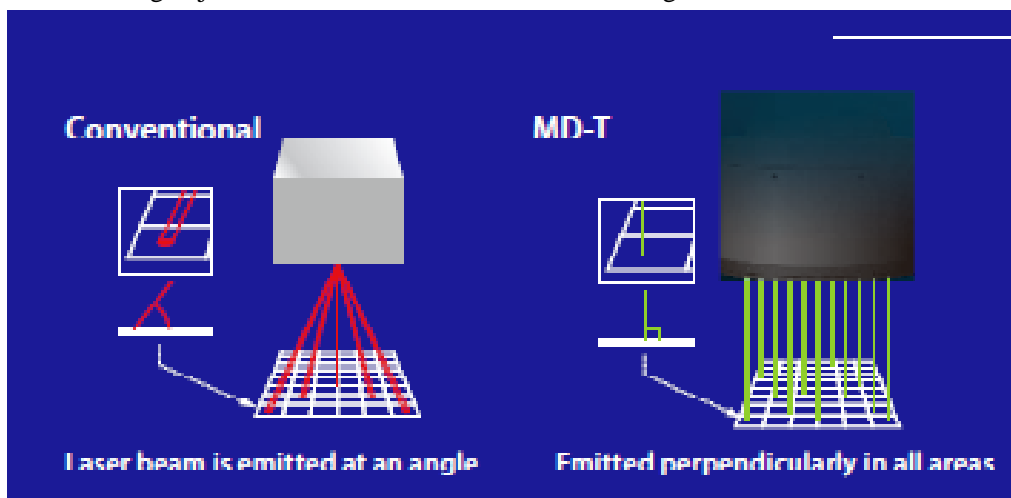 Conventional
MD-T
Laser beam is emitted at an angle
Emitted perpendicularly in all areas